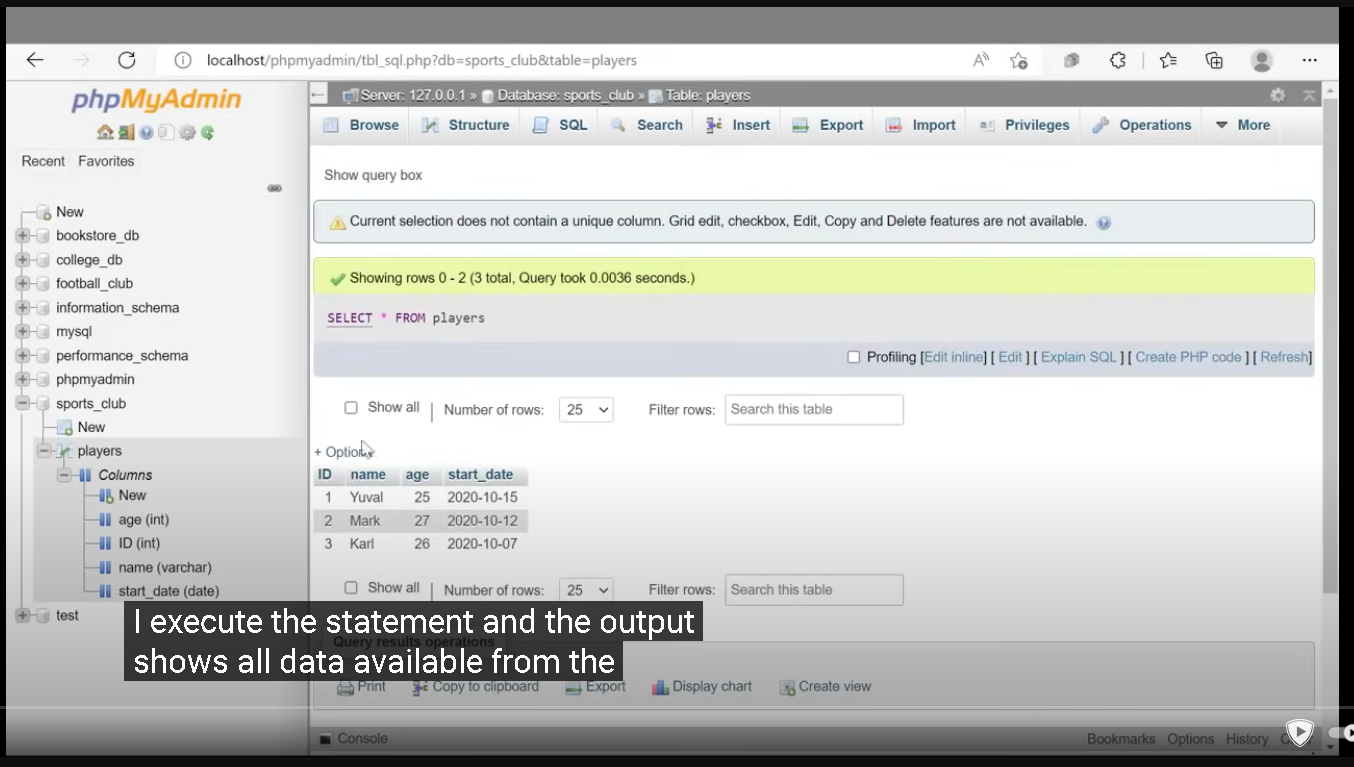 localhost/phpmyadmin/tbl_sql.php?db=sports_club&table=players
phpMyAdmin
Recent Favorites
New
bookstore_db
college_db
football_club
information_schema
mysql
performance_schema
phpmyadmin
sports_club
New
players
Columns
New
age (int)
ID (int)
name (varchar)
start_date (date)
test
Server: 127.0.0.1 » Database: sports_club » Table: players
Browse Structure SQL Search Insert Export Import Privileges Operations More
Show query box
Current selection does not contain a unique column. Grid edit, checkbox, Edit, Copy and Delete features are not available.
Showing rows 0 - 2 (3 total, Query took 0.0036 seconds.)
SELECT * FROM players
Profiling [Edit inline] [ Edit ] [ Explain SQL ] [ Create PHP code ] [ Refresh]
Show all | Number of rows: 25 Filter rows: Search this table
+ Options
ID name age start_date
1 Yuval 25 2020-10-15
2 Mark 27 2020-10-12
3 Karl 26 2020-10-07
Show all | Number of rows: 25 Filter rows: Search this table
Query results operations
I execute the statement and the output
shows all data available from the
Print Copy to clipboard Export Display chart Create view
Console Bookmarks Options History